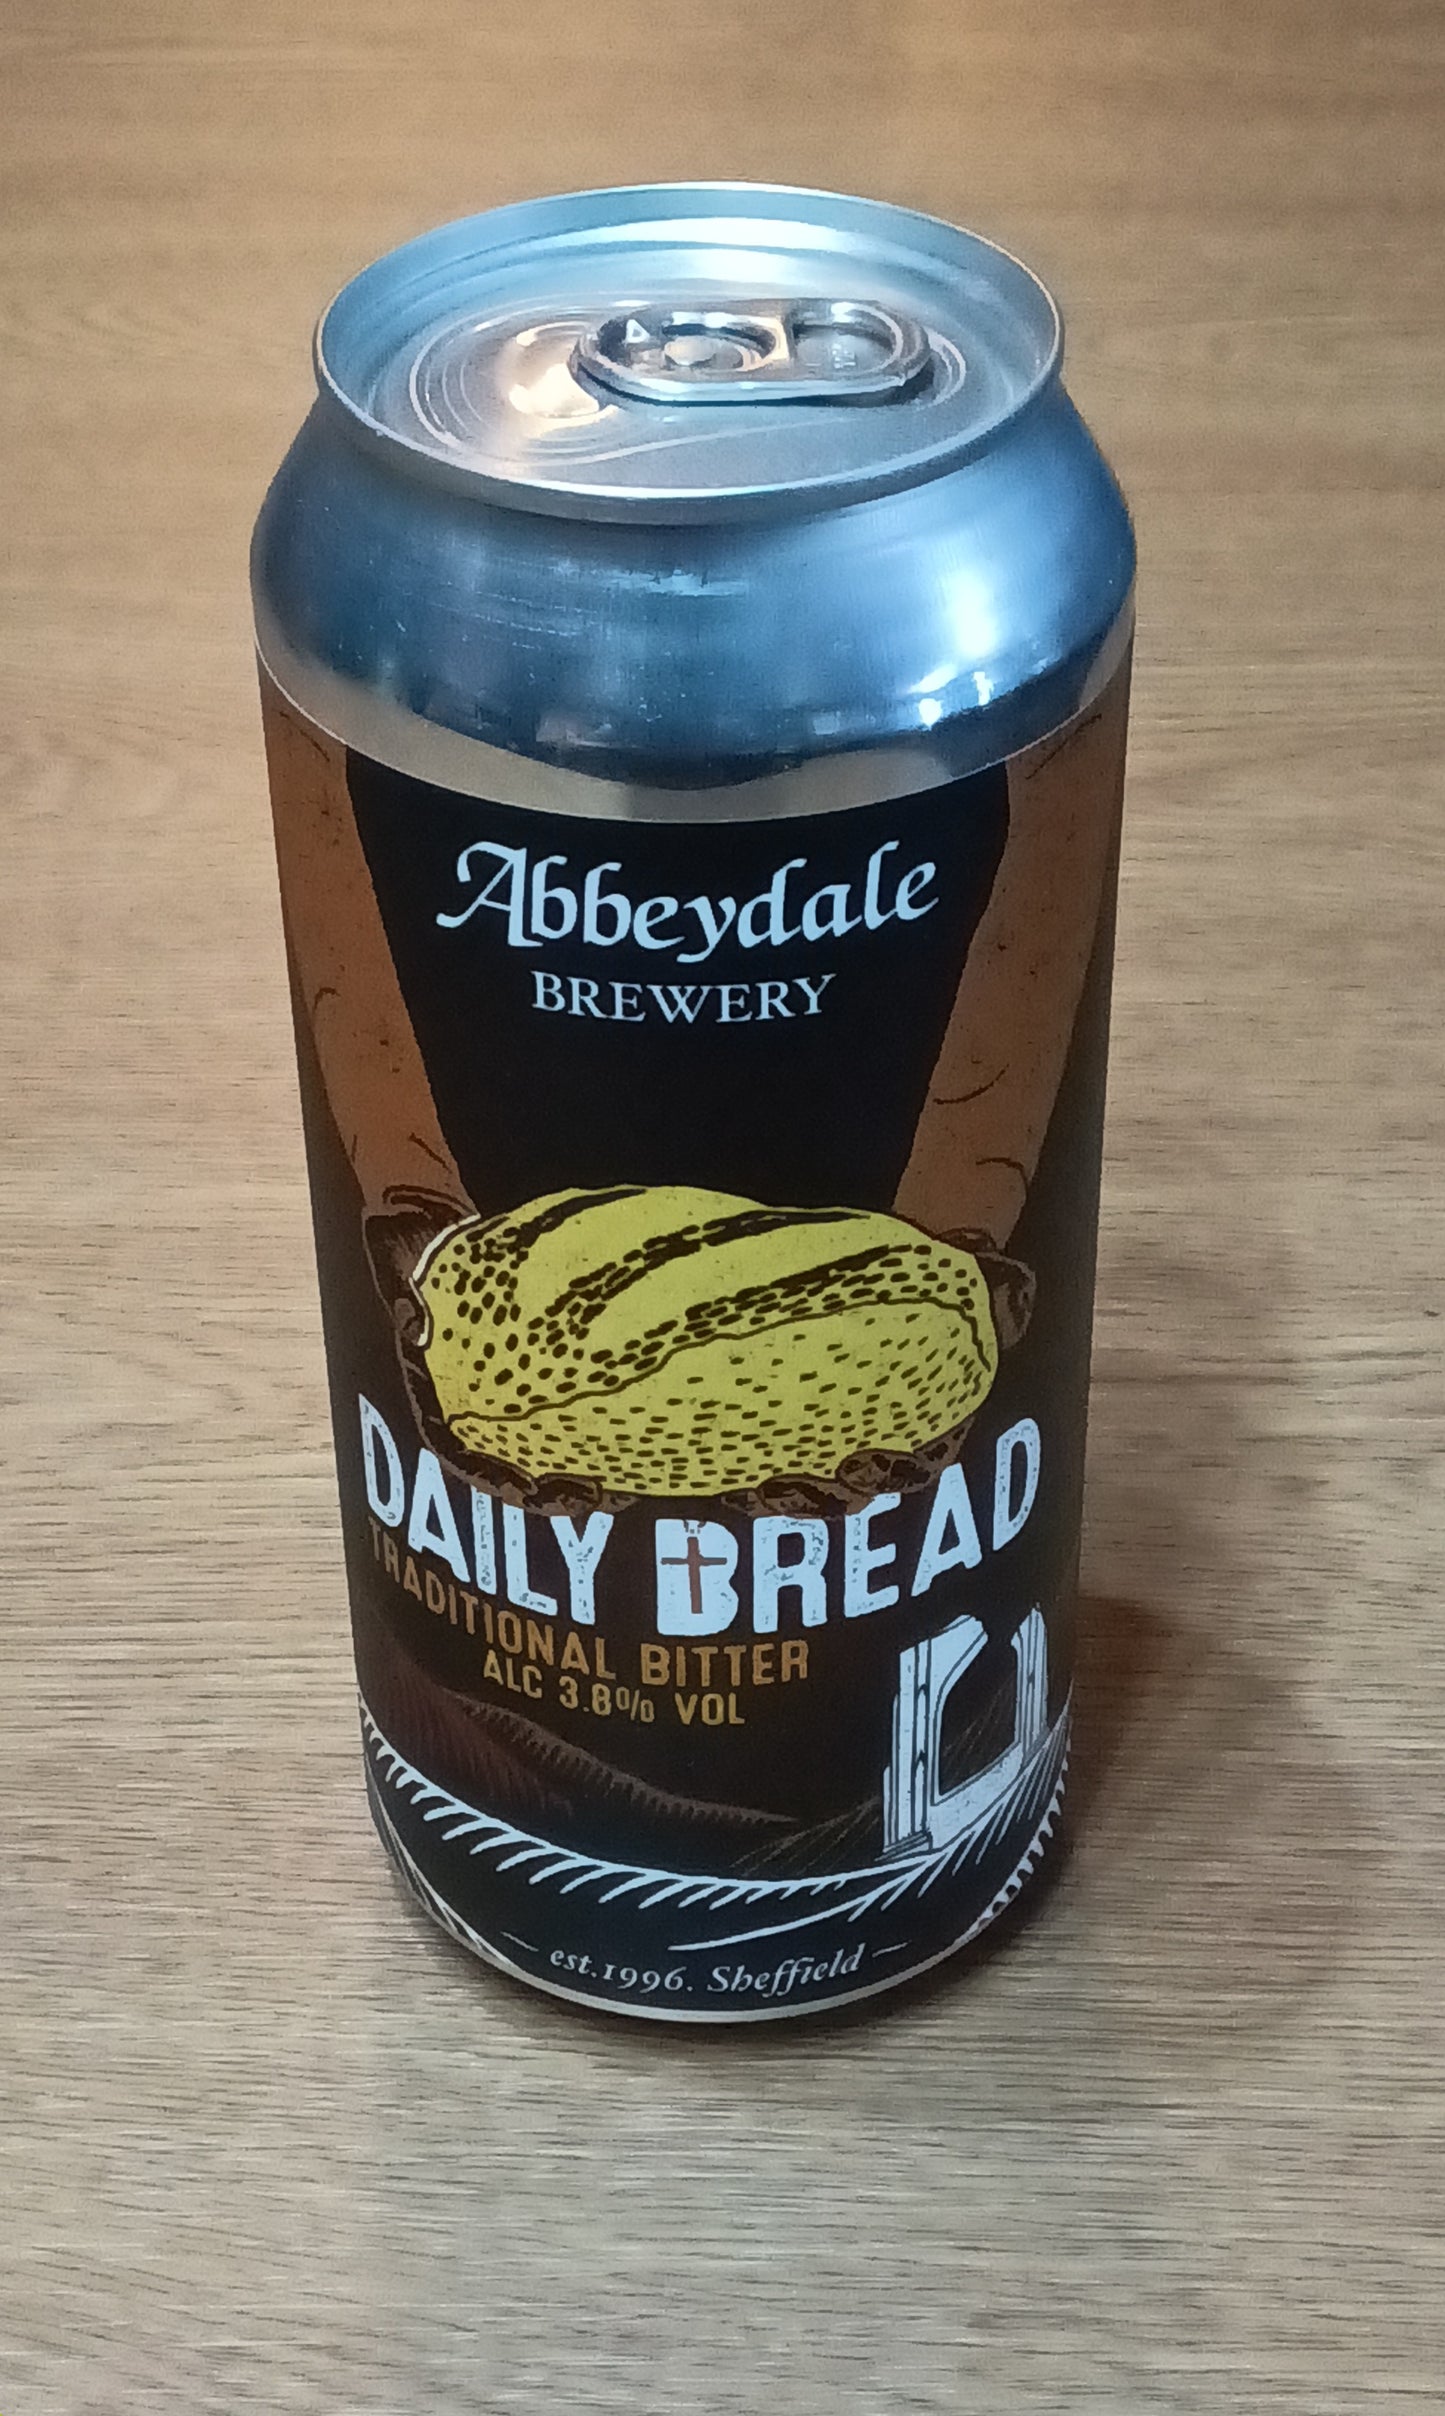 Abbeydale
BREWERY
DAILY BREAD
TRADITIONAL BITTER
ALC 3.8% VOL
est.1996. Sheffield